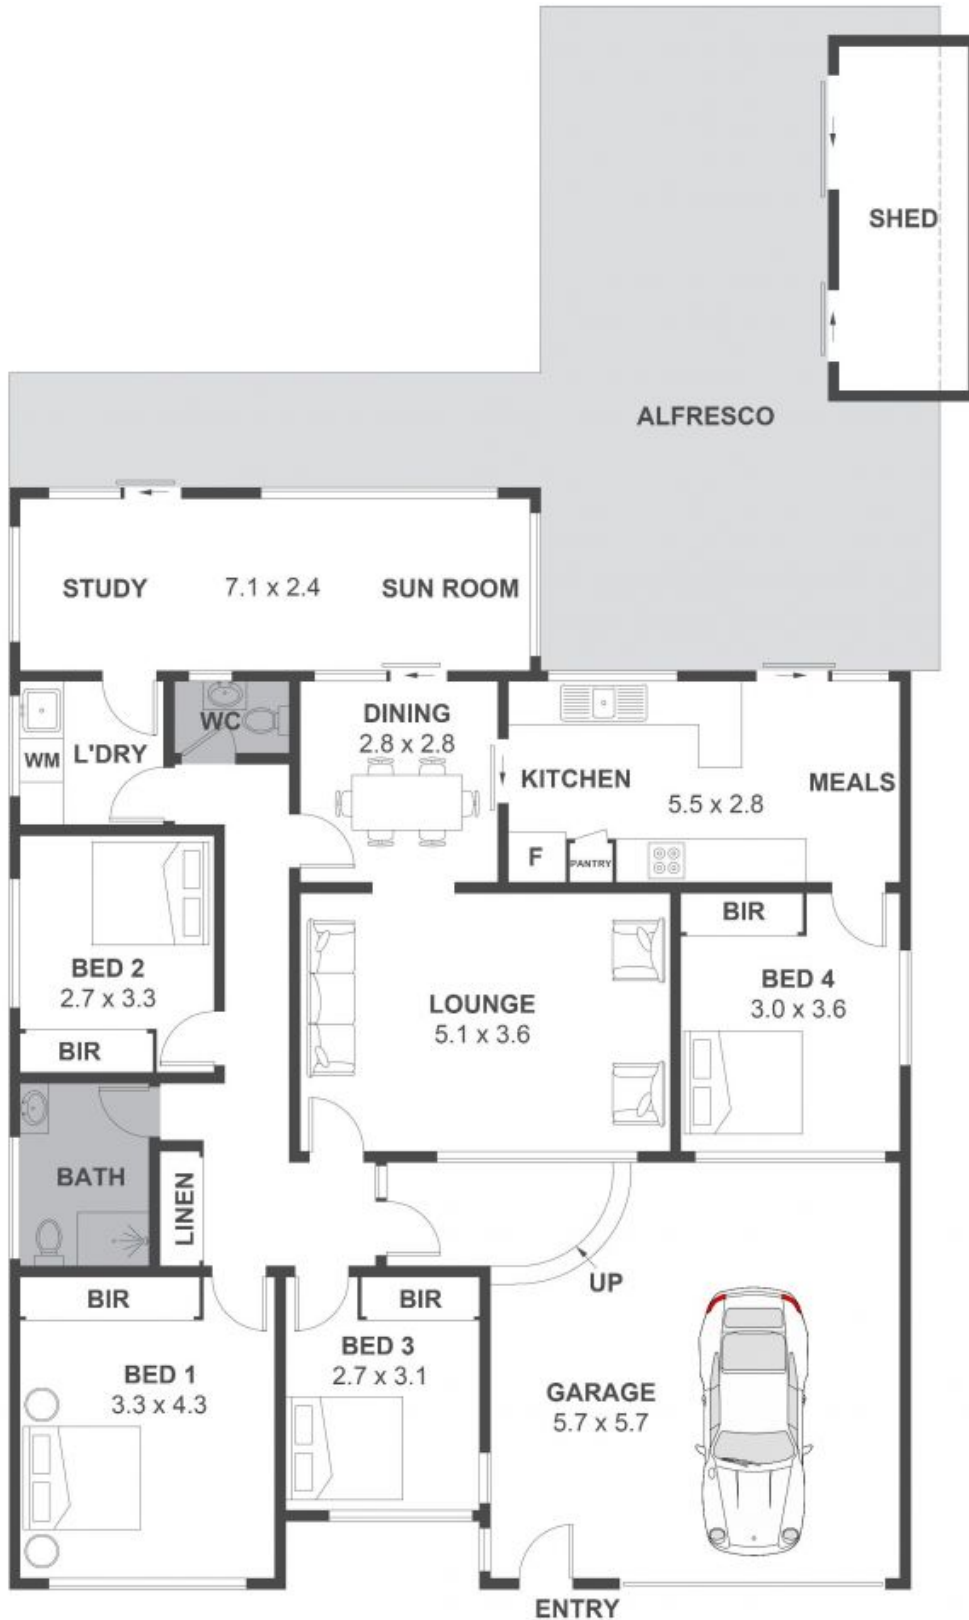 SHED
ALFRESCO
STUDY 7.1 x 2.4 SUN ROOM
WC
DINING
2.8 x 2.8
WM L'DRY
KITCHEN
MEALS
5.5 x 2.8
F
PANTRY
BIR
BED 2
2.7 x 3.3
BIR
LOUNGE
5.1 x 3.6
BED 4
3.0 x 3.6
BATH
LINEN
UP
BIR
BIR
BED 1
3.3 x 4.3
BED 3
2.7 x 3.1
GARAGE
5.7 x 5.7
ENTRY